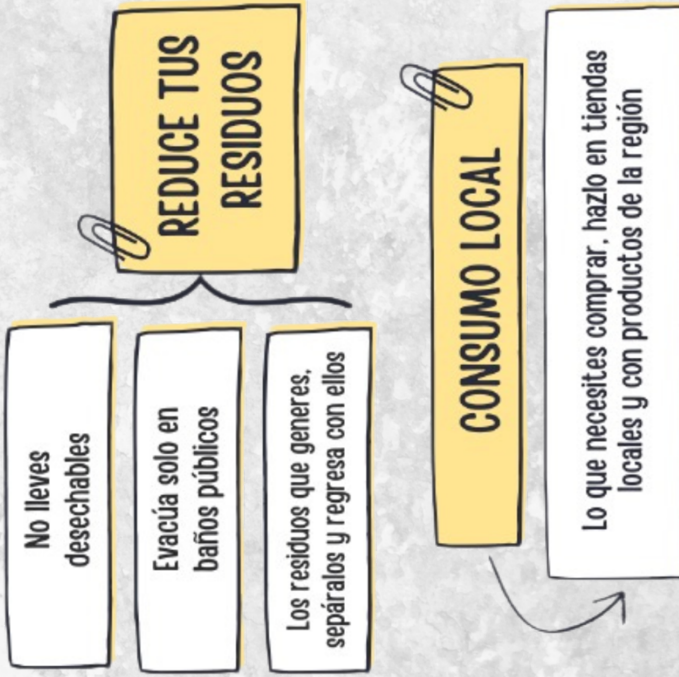 REDUCE TUS
RESIDUOS
No lleves
desechables
Evacúa solo en
baños públicos
Los residuos que generes,
sepáralos y regresa con ellos
CONSUMO LOCAL
Lo que necesites comprar, hazlo en tiendas
locales y con productos de la región